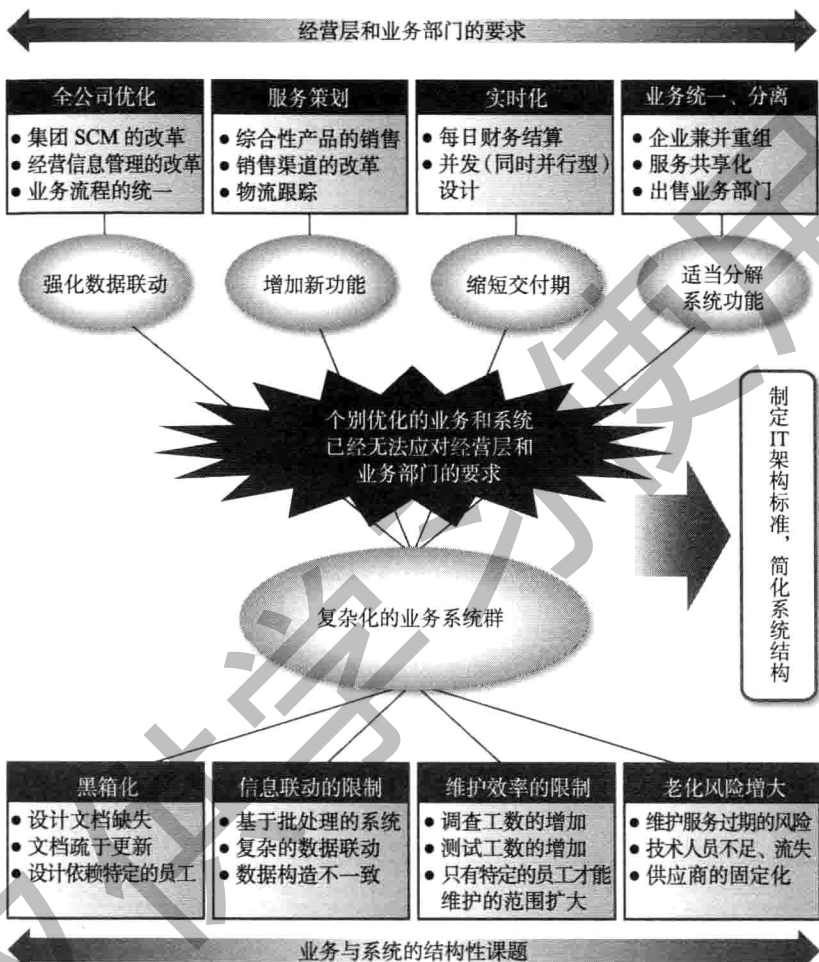 经营层和业务部门的要求
全公司优化
● 集团 SCM 的改革
● 经营信息管理的改革
● 业务流程的统一
服务策划
● 综合性产品的销售
● 销售渠道的改革
● 物流跟踪
实时化
● 每日财务结算
● 并发（同时并行型）
设计
业务统一、分离
● 企业兼并重组
● 服务共享化
● 出售业务部门
强化数据联动
增加新功能
缩短交付期
适当分解
系统功能
个别优化的业务和系统
已经无法应对经营层和
业务部门的要求
制定IT架构标准，简化系统结构
复杂化的业务系统群
黑箱化
● 设计文档缺失
● 文档疏于更新
● 设计依赖特定的员工
信息联动的限制
● 基于批处理的系统
● 复杂的数据联动
● 数据构造不一致
维护效率的限制
● 调查工数的增加
● 测试工数的增加
● 只有特定的员工才能
维护的范围扩大
老化风险增大
● 维护服务过期的风险
● 技术人员不足、流失
● 供应商的固定化
业务与系统的结构性课题
仅供学习使用